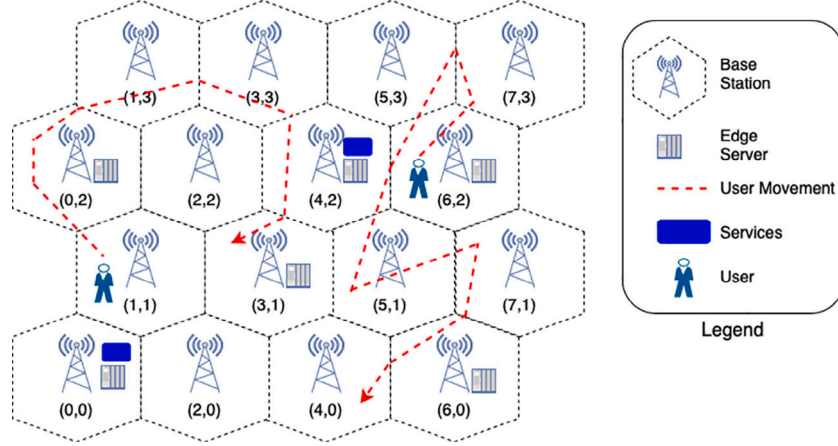 (1,3) (3,3) (5,3) (7,3)
(0,2) (2,2) (4,2) (6,2)
(1,1) (3,1) (5,1) (7,1)
(0,0) (2,0) (4,0) (6,0)
Base
Station
Edge
Server
User Movement
Services
User
Legend